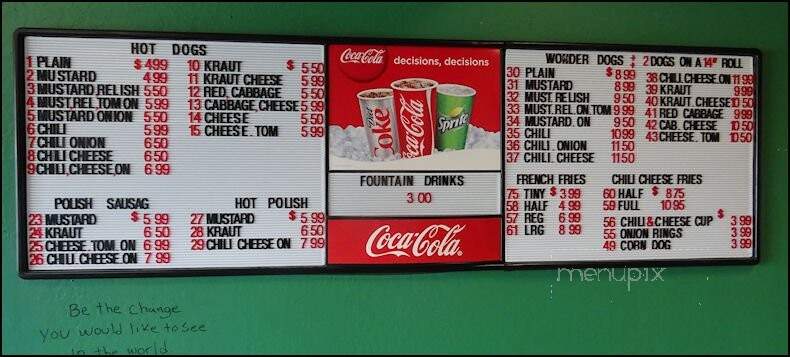 HOT DOGS
1 PLAIN $ 4.99
2 MUSTARD 4.99
3 MUSTARD,RELISH 5.50
4 MUST,REL,TOM,ON 5.99
5 MUSTARD ONION 5.50
6 CHILI 5.99
7 CHILI ONION 6.50
8 CHILI CHEESE 6.50
9 CHILI,CHEESE,ON 6.99
10 KRAUT $ 5.50
11 KRAUT CHEESE 5.99
12 RED, CABBAGE 5.50
13 CABBAGE,CHEESE 5.99
14 CHEESE 5.50
15 CHEESE. TOM 5.99
POLISH SAUSAG
23 MUSTARD $ 5.99
24 KRAUT 6.50
25 CHEESE.TOM.ON 6.99
26 CHILI.CHEESE.ON 7.99
HOT POLISH
27 MUSTARD $ 5.99
28 KRAUT 6.50
29 CHILI CHEESE ON 7.99
Coca-Cola decisions, decisions
Diet Coke
Coca-Cola
Sprite
FOUNTAIN DRINKS
3.00
Coca-Cola
WONDER DOGS : 2 DOGS ON A 14" ROLL
30 PLAIN $ 8.99
31 MUSTARD 8.99
32 MUST.RELISH 9.50
33 MUST.REL.ON.TOM 9.99
34 MUSTARD. ON 9.50
35 CHILI 10.99
36 CHILI . ONION 11.50
37 CHILI . CHEESE 11.50
38 CHILI.CHEESE.ON 11.99
39 KRAUT 9.99
40 KRAUT. CHEESE 10.50
41 RED CABBAGE 9.99
42 CAB. CHEESE 10.50
43 CHEESE . TOM 10.50
FRENCH FRIES
75 TINY $ 3.99
58 HALF 4.99
57 REG 6.99
61 LRG 8.99
CHILI CHEESE FRIES
60 HALF $ 8.75
59 FULL 10.95
56 CHILI & CHEESE CUP $ 3.99
55 ONION RINGS 3.99
49 CORN DOG 3.99
menupix
Be the change
you would like to see
in the world